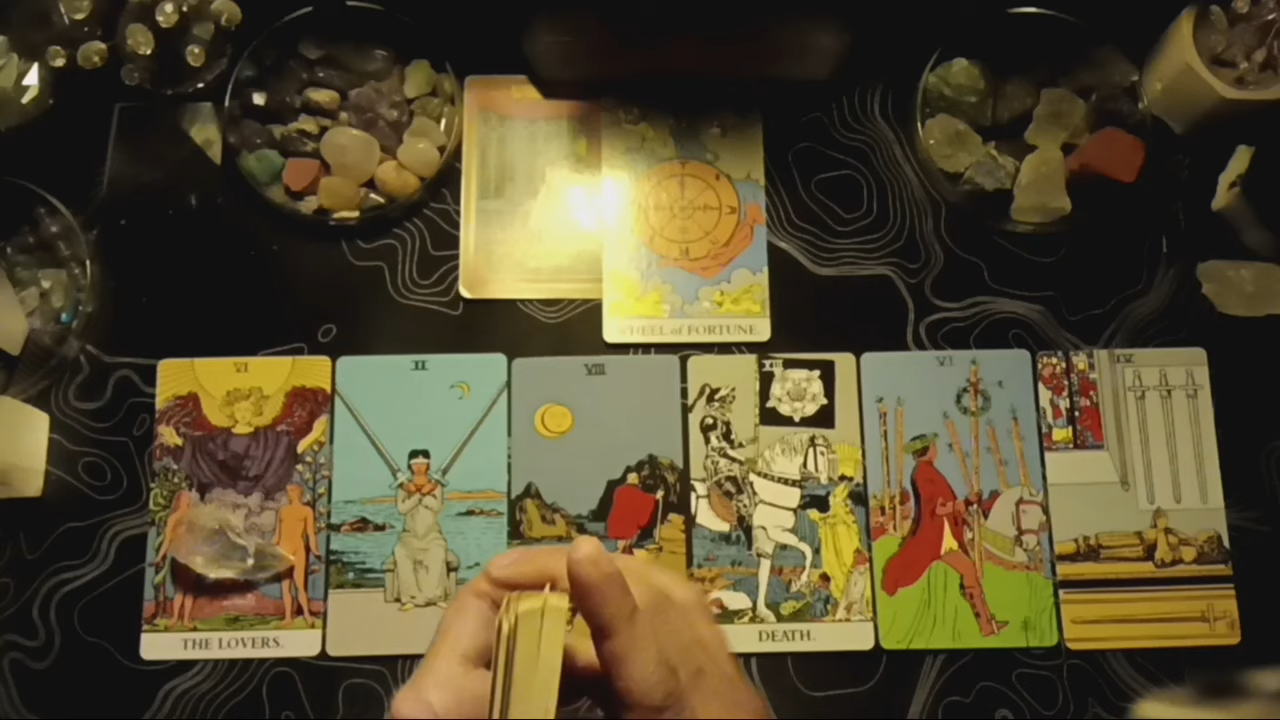 WHEEL of FORTUNE.
VI
II
VIII
XIII
VI
IV
THE LOVERS.
DEATH.